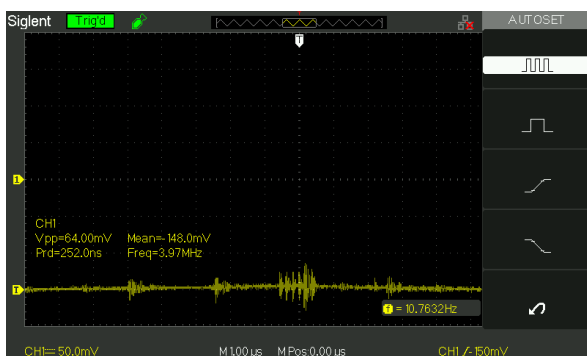 Siglent Trig'd AUTOSET
T
1
CH1
Vpp=64.00mV Mean=-148.0mV
Prd=252.0ns Freq=3.97MHz
T
f = 10.7632Hz
CH1 50.0mV M 1.00 us M Pos:0.00 us CH1 /-150mV